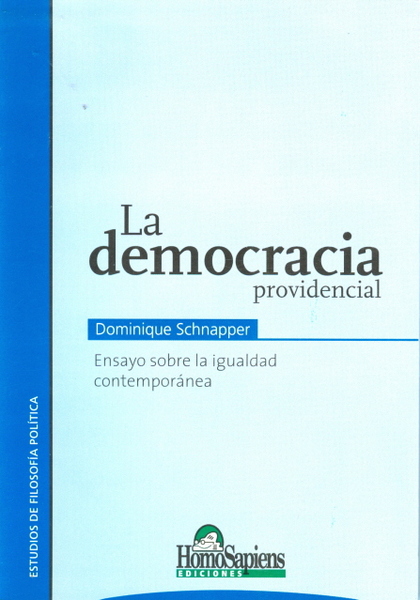 La
democracia
providencial
Dominique Schnapper
Ensayo sobre la igualdad
contemporánea
ESTUDIOS DE FILOSOFÍA POLÍTICA
HomoSapiens
EDICIONES